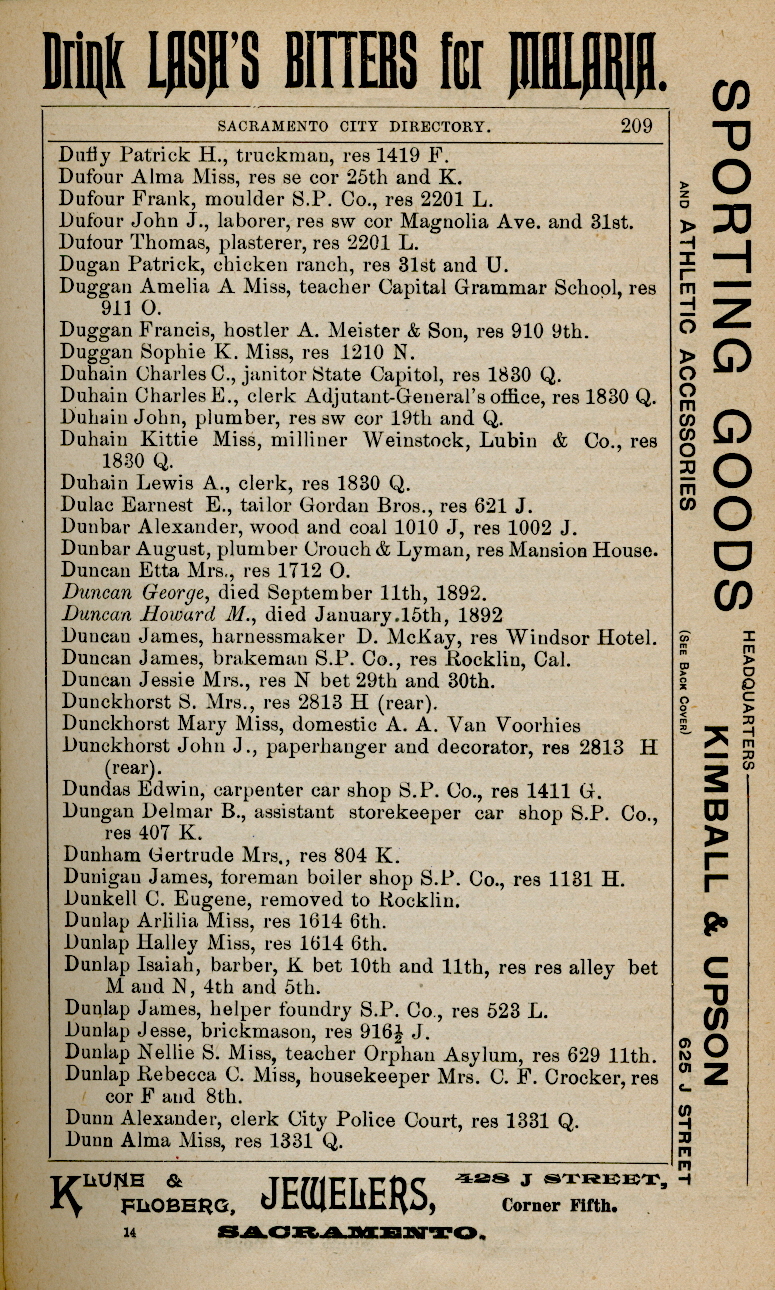 Drink LASH'S BITTERS for MALARIA.
SACRAMENTO CITY DIRECTORY. 209
Duffy Patrick H., truckman, res 1419 F.
Dufour Alma Miss, res se cor 25th and K.
Dufour Frank, moulder S.P. Co., res 2201 L.
Dufour John J., laborer, res sw cor Magnolia Ave. and 31st.
Dufour Thomas, plasterer, res 2201 L.
Dugan Patrick, chicken ranch, res 31st and U.
Duggan Amelia A Miss, teacher Capital Grammar School, res
911 O.
Duggan Francis, hostler A. Meister & Son, res 910 9th.
Duggan Sophie K. Miss, res 1210 N.
Duhain Charles C., janitor State Capitol, res 1830 Q.
Duhain Charles E., clerk Adjutant-General's office, res 1830 Q.
Duhain John, plumber, res sw cor 19th and Q.
Duhain Kittie Miss, milliner Weinstock, Lubin & Co., res
1830 Q.
Duhain Lewis A., clerk, res 1830 Q.
Dulac Earnest E., tailor Gordan Bros., res 621 J.
Dunbar Alexander, wood and coal 1010 J, res 1002 J.
Dunbar August, plumber Crouch & Lyman, res Mansion House.
Duncan Etta Mrs., res 1712 O.
Duncan George, died September 11th, 1892.
Duncan Howard M., died January.15th, 1892
Duncan James, harnessmaker D. McKay, res Windsor Hotel.
Duncan James, brakeman S.P. Co., res Rocklin, Cal.
Duncan Jessie Mrs., res N bet 29th and 30th.
Dunckhorst S. Mrs., res 2813 H (rear).
Dunckhorst Mary Miss, domestic A. A. Van Voorhies
Dunckhorst John J., paperhanger and decorator, res 2813 H
(rear).
Dundas Edwin, carpenter car shop S.P. Co., res 1411 G.
Dungan Delmar B., assistant storekeeper car shop S.P. Co.,
res 407 K.
Dunham Gertrude Mrs., res 804 K.
Dunigan James, foreman boiler shop S.P. Co., res 1131 H.
Dunkell C. Eugene, removed to Rocklin.
Dunlap Arlilia Miss, res 1614 6th.
Dunlap Halley Miss, res 1614 6th.
Dunlap Isaiah, barber, K bet 10th and 11th, res res alley bet
M and N, 4th and 5th.
Dunlap James, helper foundry S.P. Co., res 523 L.
Dunlap Jesse, brickmason, res 916½ J.
Dunlap Nellie S. Miss, teacher Orphan Asylum, res 629 11th.
Dunlap Rebecca C. Miss, housekeeper Mrs. C. F. Crocker, res
cor F and 8th.
Dunn Alexander, clerk City Police Court, res 1331 Q.
Dunn Alma Miss, res 1331 Q.
SPORTING GOODS
AND ATHLETIC ACCESSORIES
HEADQUARTERS
(SEE BACK COVER)
KIMBALL & UPSON
625 J STREET
KLUNE &
FLOBERG,
JEWELERS,
428 J STREET,
Corner Fifth.
14 SACRAMENTO.